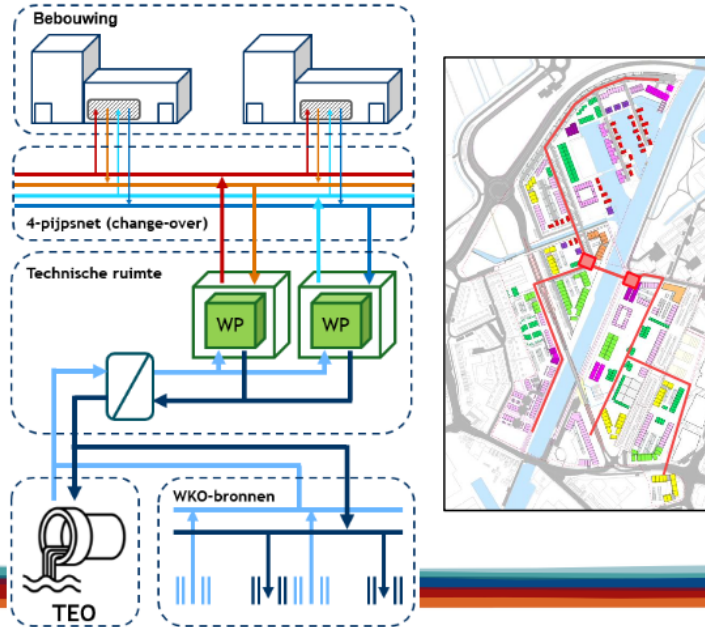 Bebouwing
4-pijpsnet (change-over)
Technische ruimte
WP
WP
WKO-bronnen
TEO